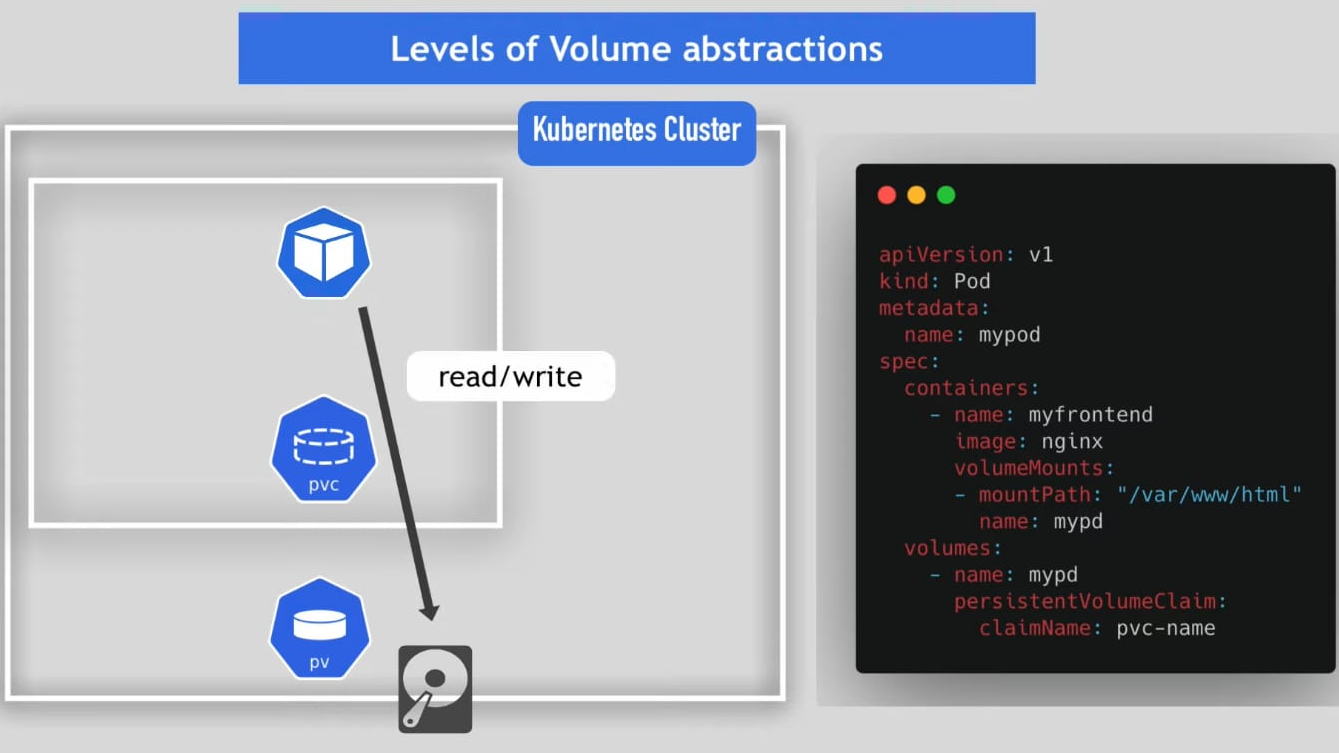 Levels of Volume abstractions
Kubernetes Cluster
read/write
pvc
pv
apiVersion: v1
kind: Pod
metadata:
  name: mypod
spec:
  containers:
    - name: myfrontend
      image: nginx
      volumeMounts:
      - mountPath: "/var/www/html"
        name: mypd
  volumes:
    - name: mypd
      persistentVolumeClaim:
        claimName: pvc-name